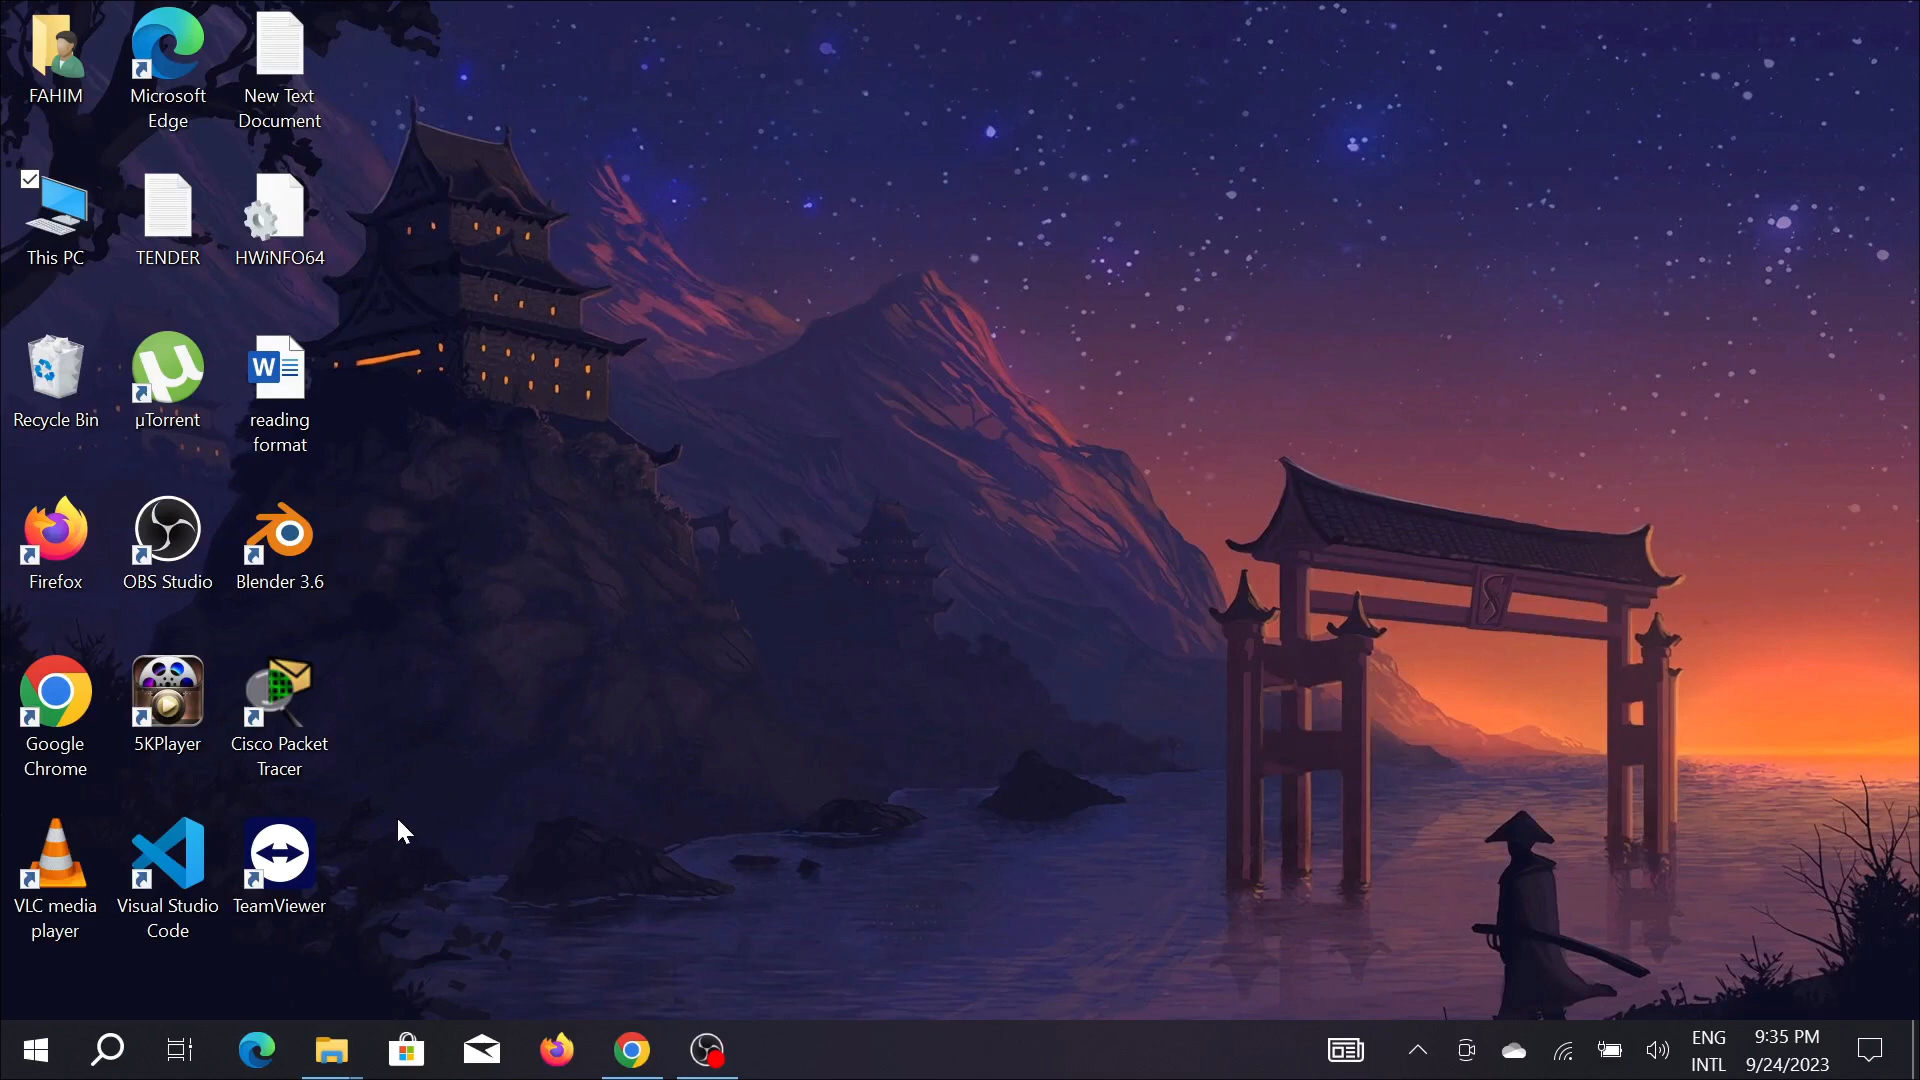 FAHIM
Microsoft
Edge
New Text
Document
This PC
TENDER
HWiNFO64
Recycle Bin
µTorrent
reading
format
Firefox
OBS Studio
Blender 3.6
Google
Chrome
5KPlayer
Cisco Packet
Tracer
VLC media
player
Visual Studio
Code
TeamViewer
ENG
INTL
9:35 PM
9/24/2023